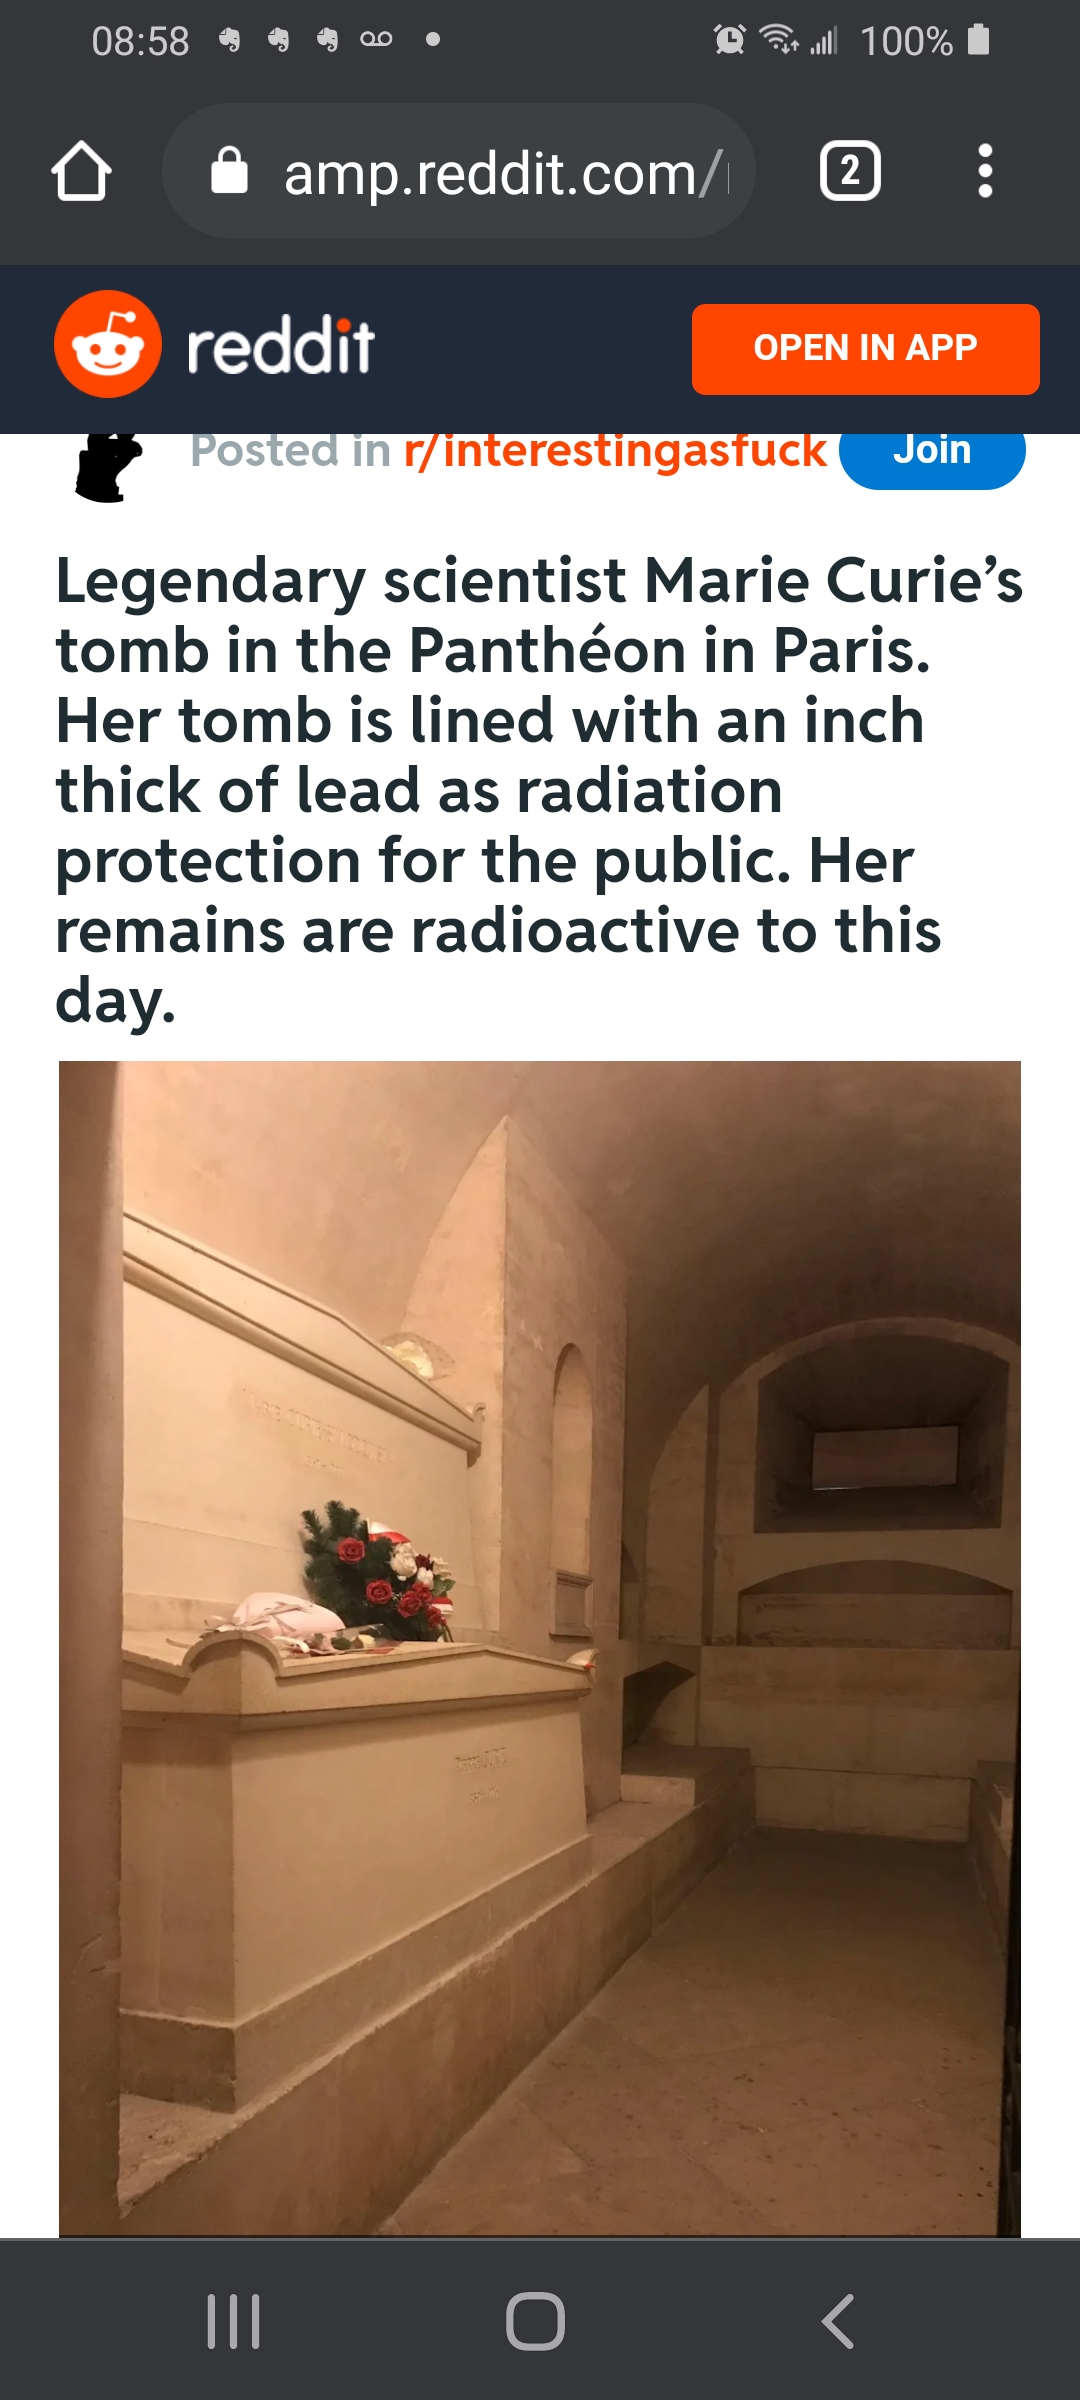 08:58
100%
amp.reddit.com/
2
reddit
OPEN IN APP
Posted in r/interestingasfuck
Join
Legendary scientist Marie Curie’s
tomb in the Panthéon in Paris.
Her tomb is lined with an inch
thick of lead as radiation
protection for the public. Her
remains are radioactive to this
day.